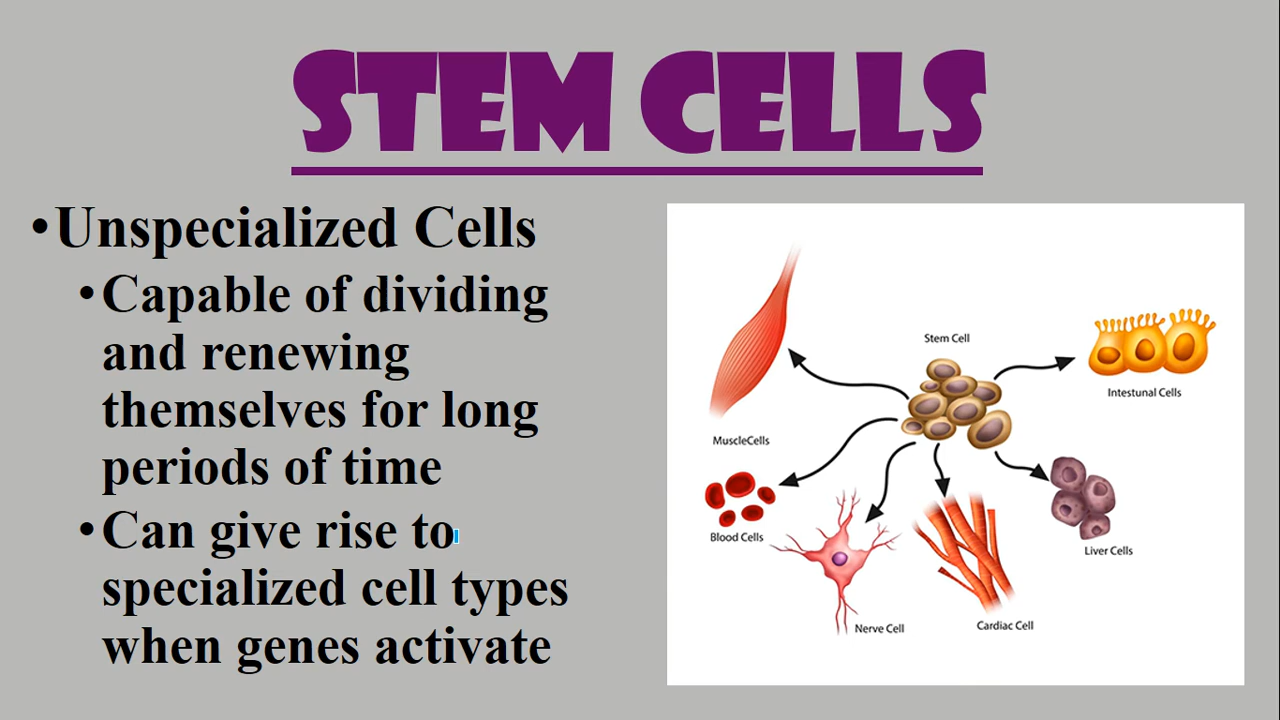 STEM CELLS
•Unspecialized Cells
•Capable of dividing
and renewing
themselves for long
periods of time
•Can give rise to
specialized cell types
when genes activate
Stem Cell
Intestunal Cells
MuscleCells
Blood Cells
Liver Cells
Nerve Cell
Cardiac Cell